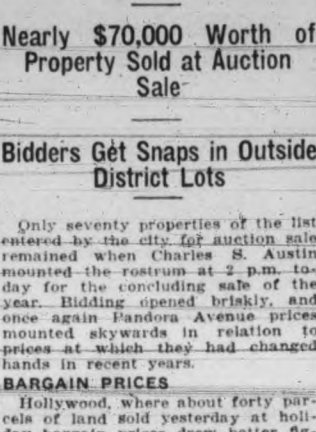 Nearly $70,000 Worth of
Property Sold at Auction
Sale
Bidders Get Snaps in Outside
District Lots
Only seventy properties of the list
entered by the city for auction sale
remained when Charles S. Austin
mounted the rostrum at 2 p.m. to-
day for the concluding sale of the
year. Bidding opened briskly, and
once again Pandora Avenue prices
mounted skywards in relation to
prices at which they had changed
hands in recent years.
BARGAIN PRICES
Hollywood, where about forty par-
cels of land sold yesterday at holi-